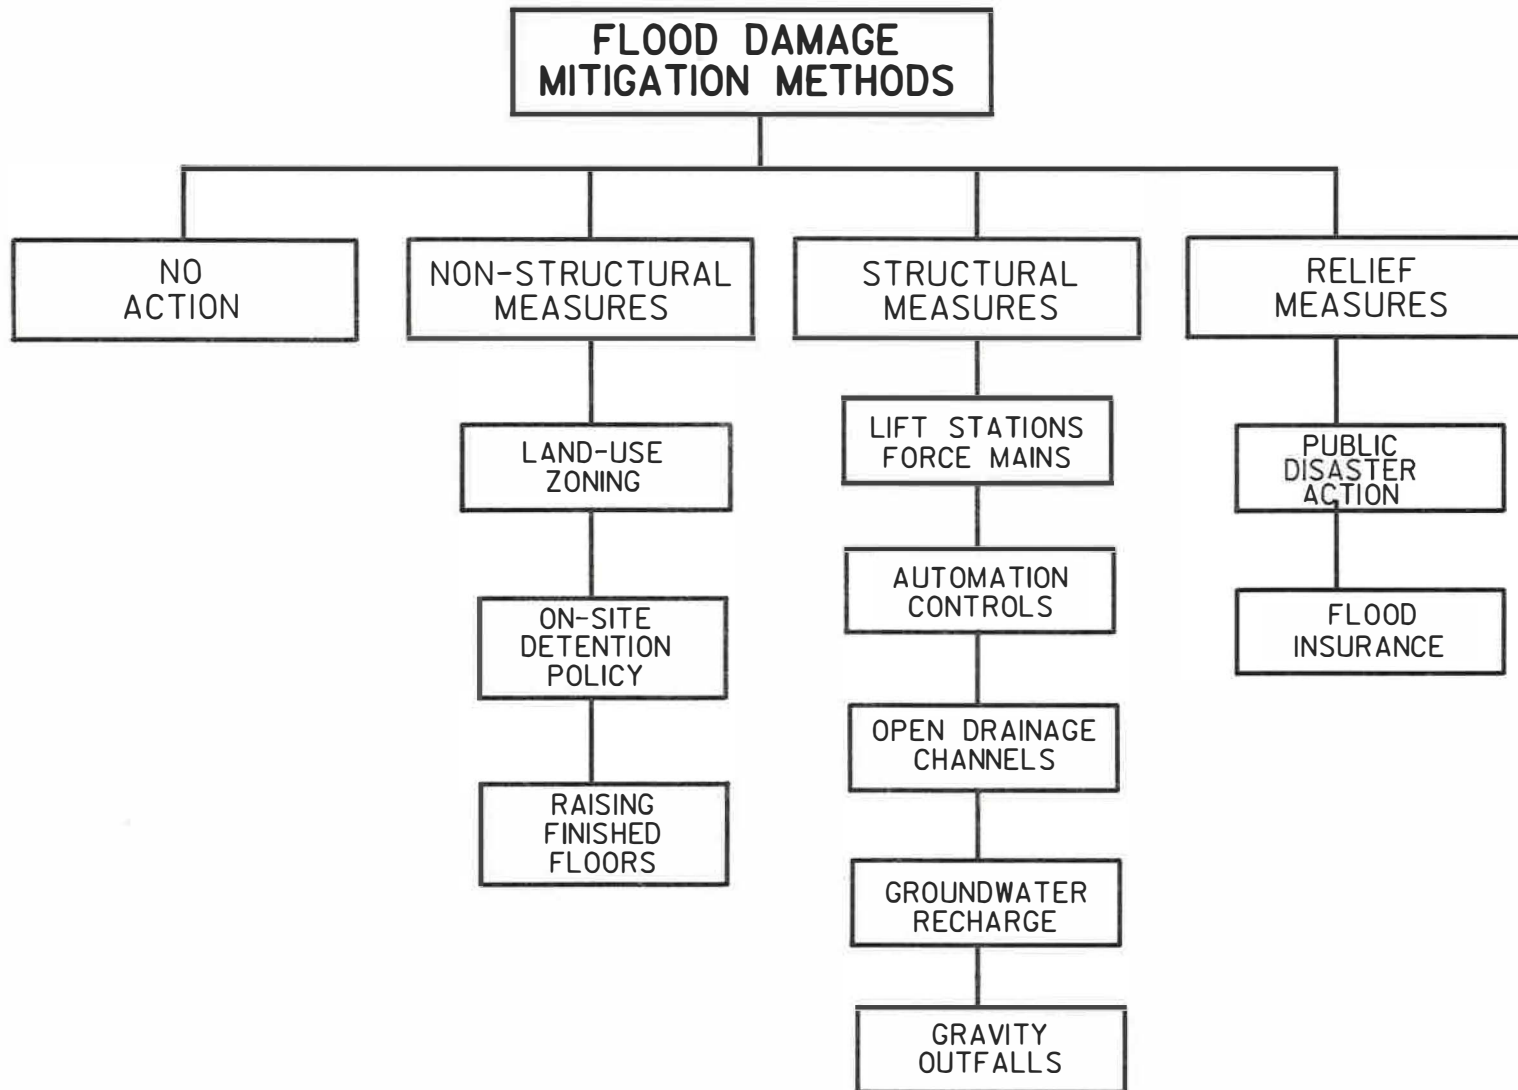 FLOOD DAMAGE
MITIGATION METHODS
NO
ACTION
NON-STRUCTURAL
MEASURES
STRUCTURAL
MEASURES
RELIEF
MEASURES
LAND-USE
ZONING
ON-SITE
DETENTION
POLICY
RAISING
FINISHED
FLOORS
LIFT STATIONS
FORCE MAINS
AUTOMATION
CONTROLS
OPEN DRAINAGE
CHANNELS
GROUNDWATER
RECHARGE
GRAVITY
OUTFALLS
PUBLIC
DISASTER
ACTION
FLOOD
INSURANCE